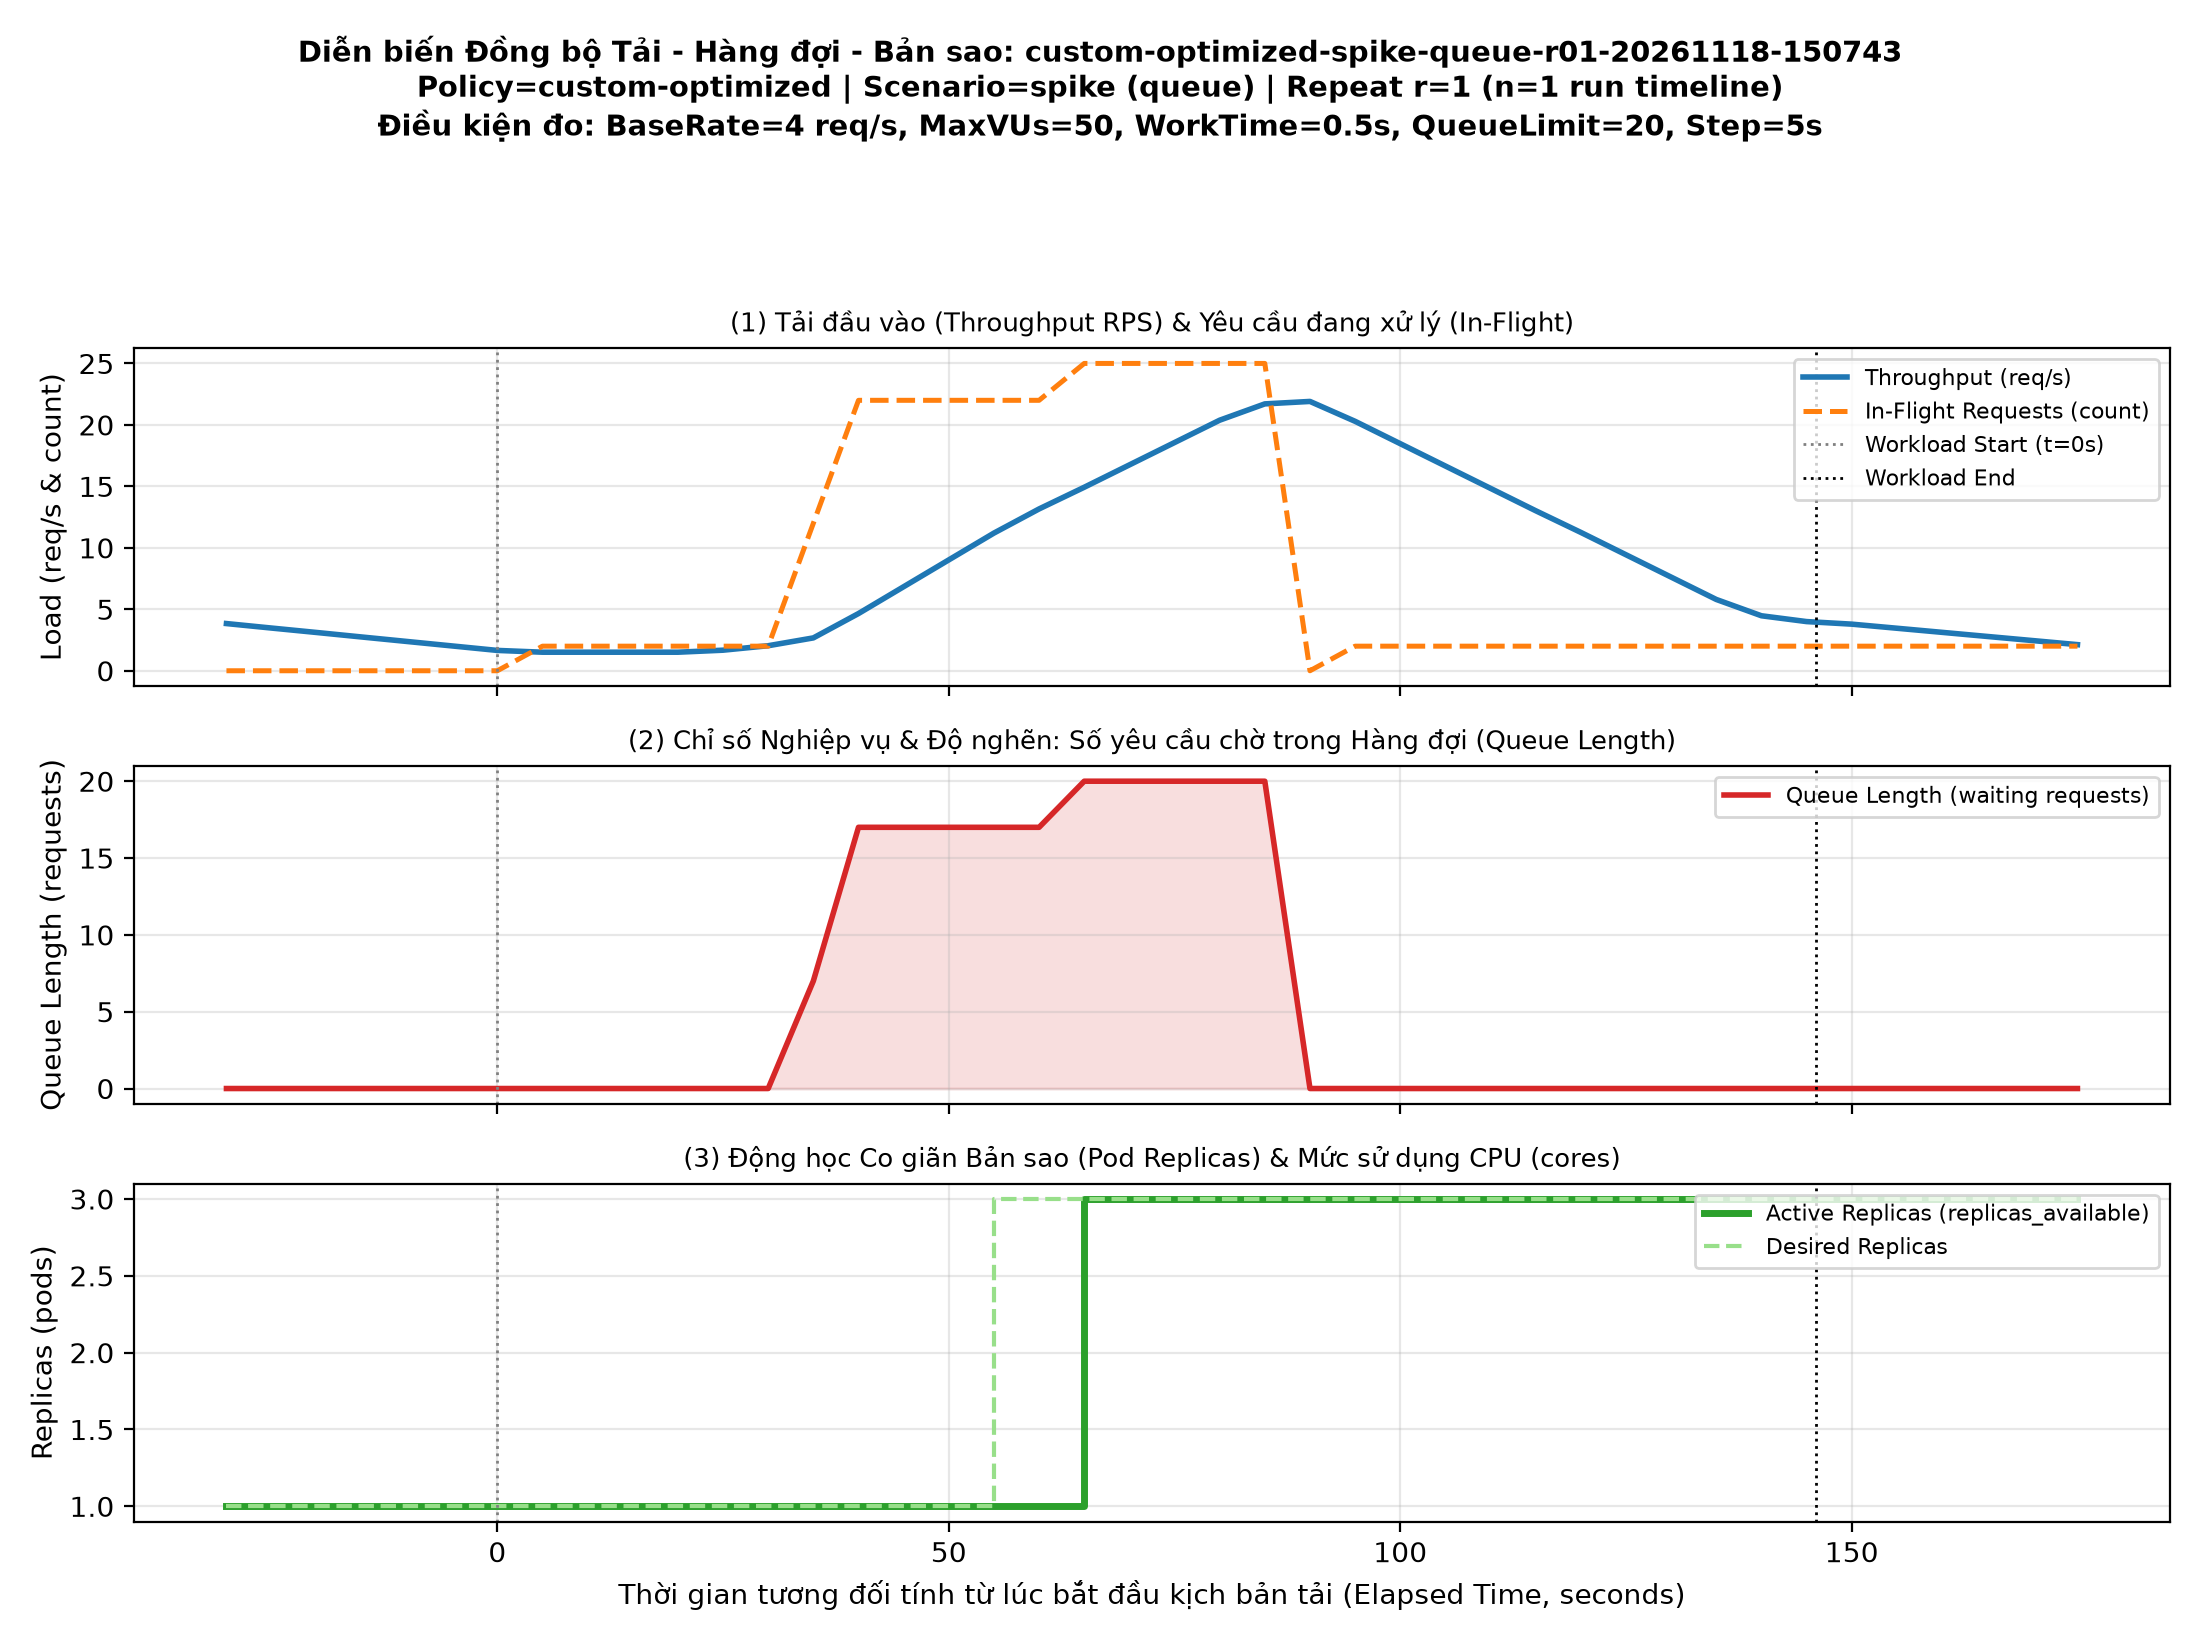 Diễn biến Đồng bộ Tải - Hàng đợi - Bản sao: custom-optimized-spike-queue-r01-20261118-150743
Policy=custom-optimized | Scenario=spike (queue) | Repeat r=1 (n=1 run timeline)
Điều kiện đo: BaseRate=4 req/s, MaxVUs=50, WorkTime=0.5s, QueueLimit=20, Step=5s
(1) Tải đầu vào (Throughput RPS) & Yêu cầu đang xử lý (In-Flight)
Load (req/s & count)
25
20
15
10
5
0
Throughput (req/s)
In-Flight Requests (count)
Workload Start (t=0s)
Workload End
(2) Chỉ số Nghiệp vụ & Độ nghẽn: Số yêu cầu chờ trong Hàng đợi (Queue Length)
Queue Length (requests)
20
15
10
5
0
Queue Length (waiting requests)
(3) Động học Co giãn Bản sao (Pod Replicas) & Mức sử dụng CPU (cores)
Replicas (pods)
3.0
2.5
2.0
1.5
1.0
Active Replicas (replicas_available)
Desired Replicas
0 50 100 150
Thời gian tương đối tính từ lúc bắt đầu kịch bản tải (Elapsed Time, seconds)